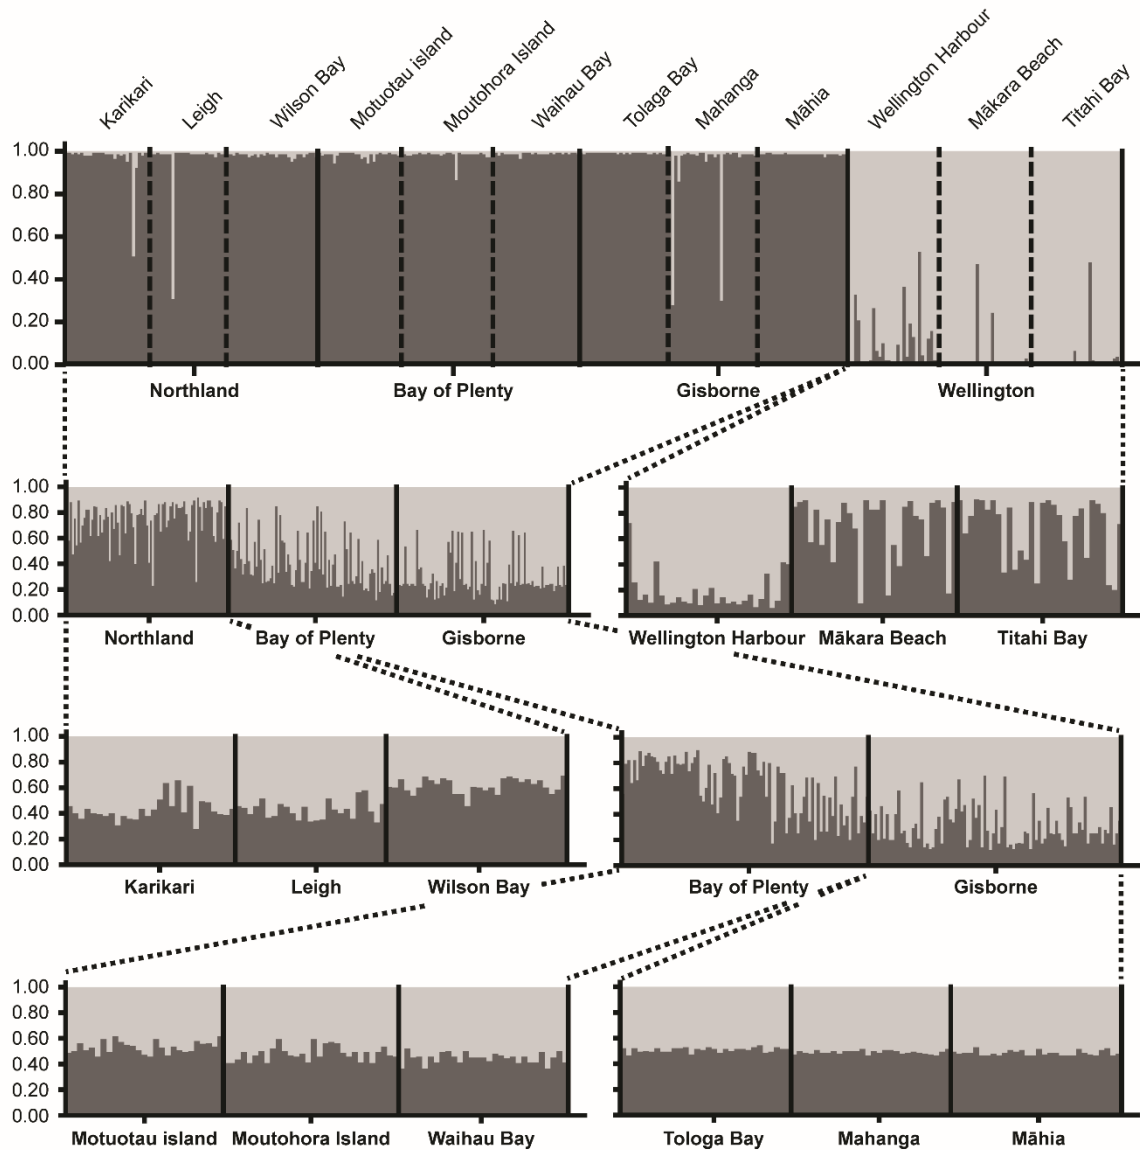 Karikari
Leigh
Wilson Bay
Motuotau island
Moutohora Island
Waihau Bay
Tolaga Bay
Mahanga
Māhia
Wellington Harbour
Mākara Beach
Titahi Bay
1.00
0.80
0.60
0.40
0.20
0.00
Northland Bay of Plenty Gisborne Wellington
1.00
0.80
0.60
0.40
0.20
0.00
Northland Bay of Plenty Gisborne Wellington Harbour Mākara Beach Titahi Bay
1.00
0.80
0.60
0.40
0.20
0.00
Karikari Leigh Wilson Bay Bay of Plenty Gisborne
1.00
0.80
0.60
0.40
0.20
0.00
Motuotau island Moutohora Island Waihau Bay Tologa Bay Mahanga Māhia